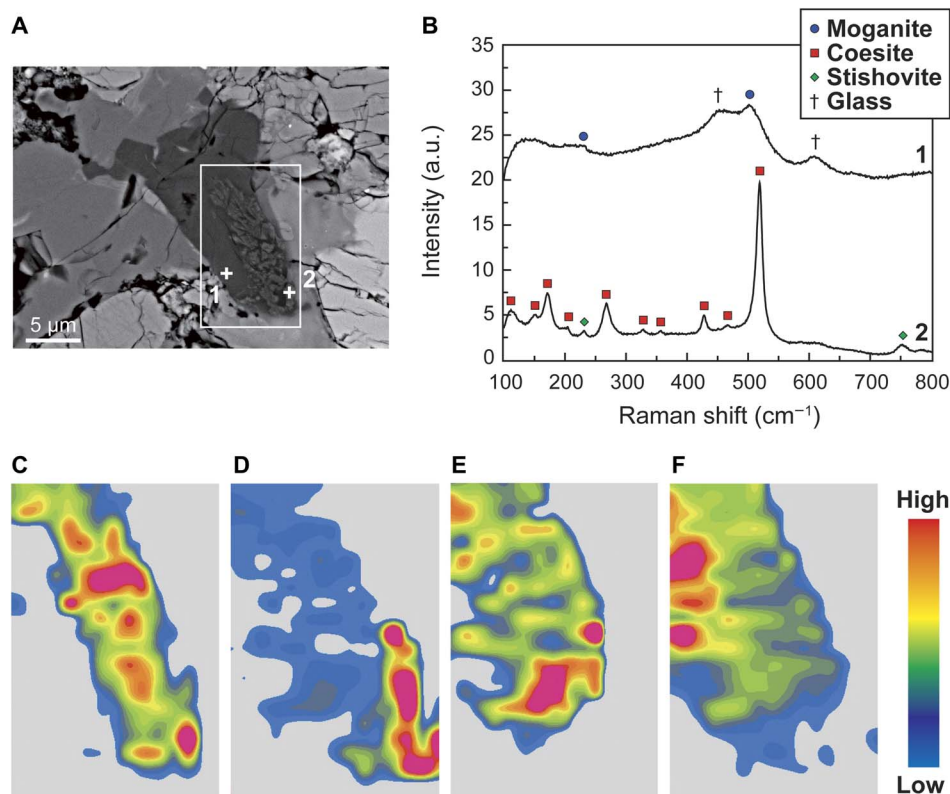 A
1
2
5 μm
B
Moganite
Coesite
Stishovite
† Glass
35
30
25
20
15
10
5
0
Intensity (a.u.)
† † 1
2
100 200 300 400 500 600 700 800
Raman shift (cm⁻¹)
C D E F
High
Low